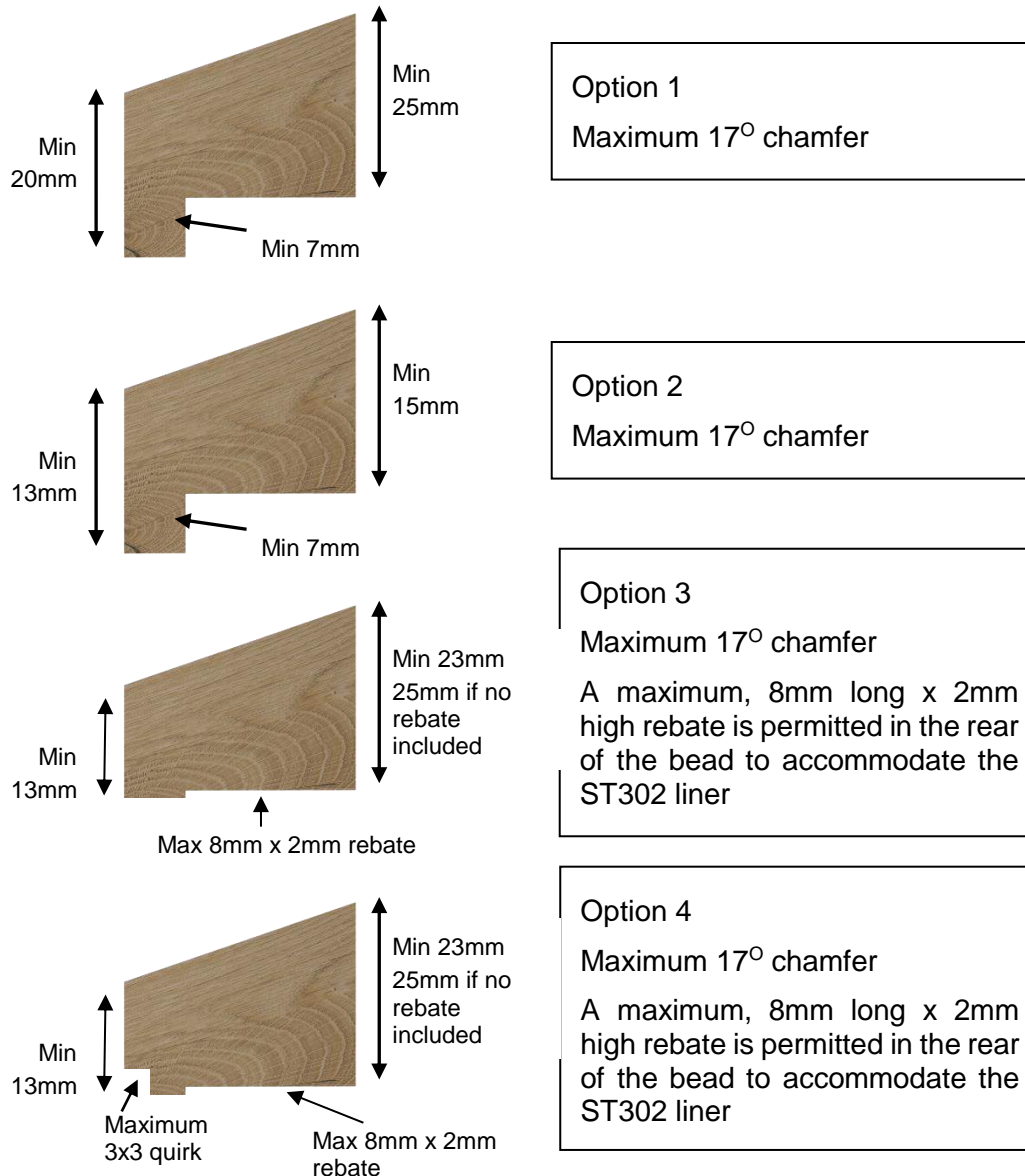 Min
25mm
Min
20mm
Min 7mm
Option 1
Maximum 17ᴼ chamfer
Min
15mm
Min
13mm
Min 7mm
Option 2
Maximum 17ᴼ chamfer
Min 23mm
25mm if no
rebate
included
Min
13mm
Max 8mm x 2mm rebate
Option 3
Maximum 17ᴼ chamfer
A maximum, 8mm long x 2mm
high rebate is permitted in the rear
of the bead to accommodate the
ST302 liner
Min 23mm
25mm if no
rebate
included
Min
13mm
Maximum
3x3 quirk
Max 8mm x 2mm
rebate
Option 4
Maximum 17ᴼ chamfer
A maximum, 8mm long x 2mm
high rebate is permitted in the rear
of the bead to accommodate the
ST302 liner